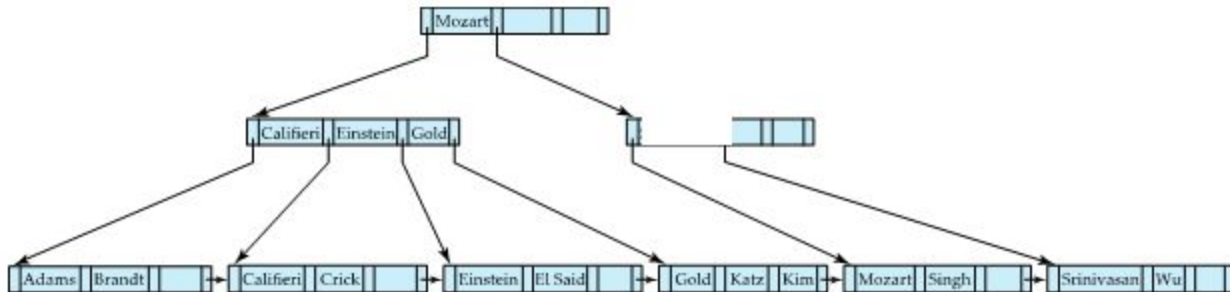 Mozart
Califieri Einstein Gold
Adams Brandt Califieri Crick Einstein El Said Gold Katz Kim Mozart Singh Srinivasan Wu